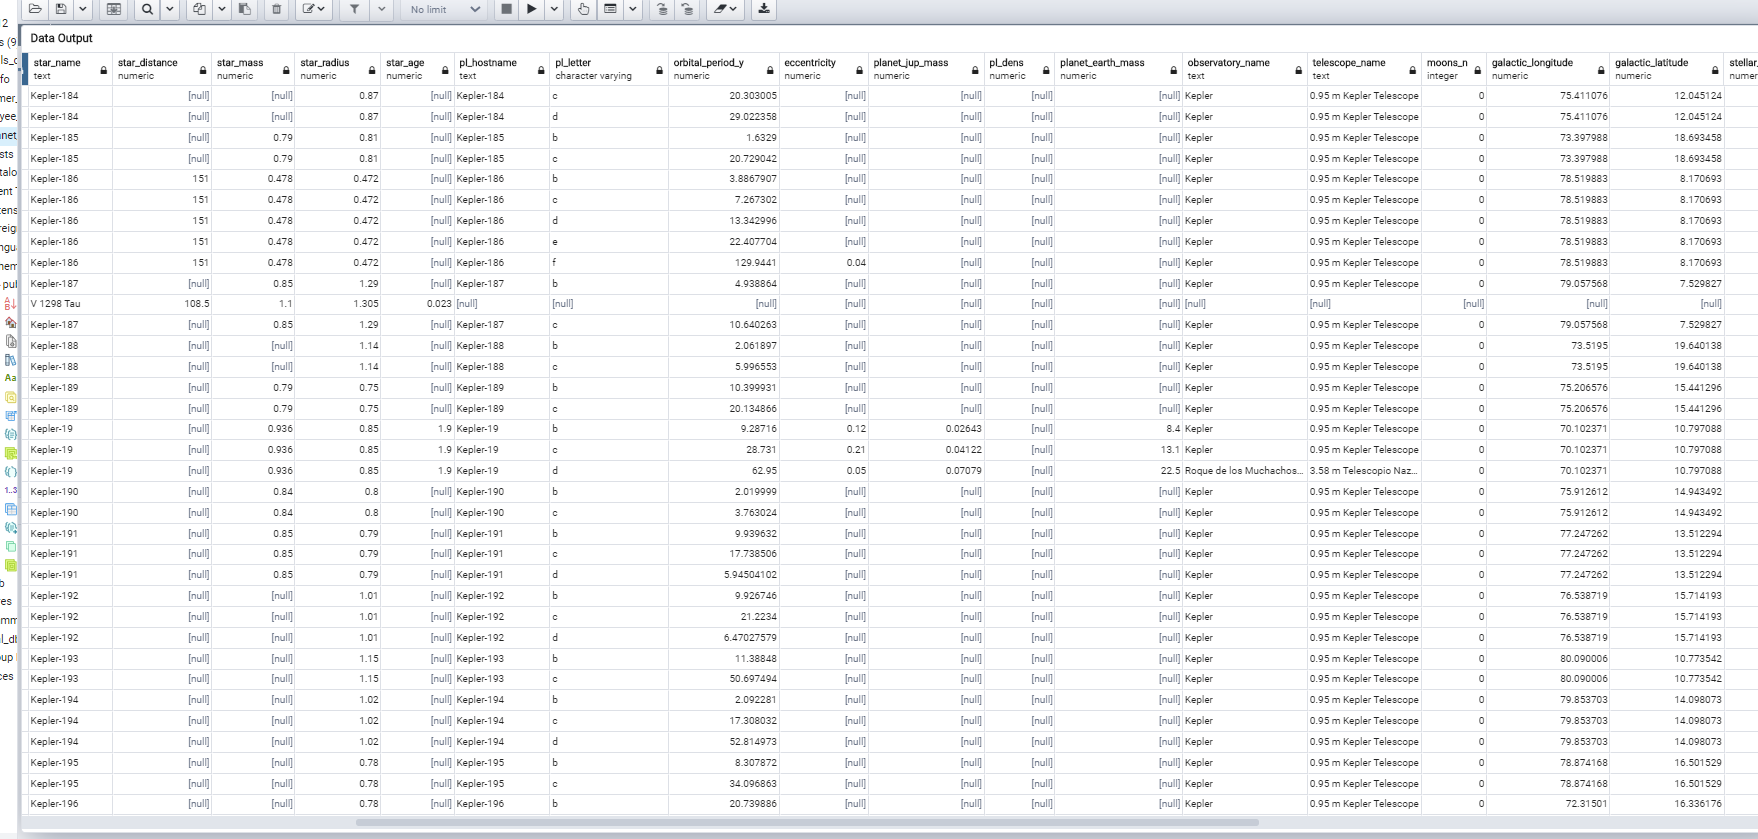 No limit
Data Output
star_name star_distance star_mass star_radius star_age pl_hostname pl_letter orbital_period_y eccentricity planet_jup_mass pl_dens planet_earth_mass observatory_name telescope_name moons_n galactic_longitude galactic_latitude stellar_
text numeric numeric numeric numeric text character varying numeric numeric numeric numeric numeric text text integer numeric numeric numer
Kepler-184 [null] [null] 0.87 [null] Kepler-184 c 20.303005 [null] [null] [null] [null] Kepler 0.95 m Kepler Telescope 0 75.411076 12.045124
Kepler-184 [null] [null] 0.87 [null] Kepler-184 d 29.022358 [null] [null] [null] [null] Kepler 0.95 m Kepler Telescope 0 75.411076 12.045124
Kepler-185 [null] 0.79 0.81 [null] Kepler-185 b 1.6329 [null] [null] [null] [null] Kepler 0.95 m Kepler Telescope 0 73.397988 18.693458
Kepler-185 [null] 0.79 0.81 [null] Kepler-185 c 20.729042 [null] [null] [null] [null] Kepler 0.95 m Kepler Telescope 0 73.397988 18.693458
Kepler-186 151 0.478 0.472 [null] Kepler-186 b 3.8867907 [null] [null] [null] [null] Kepler 0.95 m Kepler Telescope 0 78.519883 8.170693
Kepler-186 151 0.478 0.472 [null] Kepler-186 c 7.267302 [null] [null] [null] [null] Kepler 0.95 m Kepler Telescope 0 78.519883 8.170693
Kepler-186 151 0.478 0.472 [null] Kepler-186 d 13.342996 [null] [null] [null] [null] Kepler 0.95 m Kepler Telescope 0 78.519883 8.170693
Kepler-186 151 0.478 0.472 [null] Kepler-186 e 22.407704 [null] [null] [null] [null] Kepler 0.95 m Kepler Telescope 0 78.519883 8.170693
Kepler-186 151 0.478 0.472 [null] Kepler-186 f 129.9441 0.04 [null] [null] [null] Kepler 0.95 m Kepler Telescope 0 78.519883 8.170693
Kepler-187 [null] 0.85 1.29 [null] Kepler-187 b 4.938864 [null] [null] [null] [null] Kepler 0.95 m Kepler Telescope 0 79.057568 7.529827
V 1298 Tau 108.5 1.1 1.305 0.023 [null] [null] [null] [null] [null] [null] [null] [null] [null] [null] [null] [null]
Kepler-187 [null] 0.85 1.29 [null] Kepler-187 c 10.640263 [null] [null] [null] [null] Kepler 0.95 m Kepler Telescope 0 79.057568 7.529827
Kepler-188 [null] [null] 1.14 [null] Kepler-188 b 2.061897 [null] [null] [null] [null] Kepler 0.95 m Kepler Telescope 0 73.5195 19.640138
Kepler-188 [null] [null] 1.14 [null] Kepler-188 c 5.996553 [null] [null] [null] [null] Kepler 0.95 m Kepler Telescope 0 73.5195 19.640138
Kepler-189 [null] 0.79 0.75 [null] Kepler-189 b 10.399931 [null] [null] [null] [null] Kepler 0.95 m Kepler Telescope 0 75.206576 15.441296
Kepler-189 [null] 0.79 0.75 [null] Kepler-189 c 20.134866 [null] [null] [null] [null] Kepler 0.95 m Kepler Telescope 0 75.206576 15.441296
Kepler-19 [null] 0.936 0.85 1.9 Kepler-19 b 9.28716 0.12 0.02643 [null] 8.4 Kepler 0.95 m Kepler Telescope 0 70.102371 10.797088
Kepler-19 [null] 0.936 0.85 1.9 Kepler-19 c 28.731 0.21 0.04122 [null] 13.1 Kepler 0.95 m Kepler Telescope 0 70.102371 10.797088
Kepler-19 [null] 0.936 0.85 1.9 Kepler-19 d 62.95 0.05 0.07079 [null] 22.5 Roque de los Muchachos... 3.58 m Telescopio Naz... 0 70.102371 10.797088
Kepler-190 [null] 0.84 0.8 [null] Kepler-190 b 2.019999 [null] [null] [null] [null] Kepler 0.95 m Kepler Telescope 0 75.912612 14.943492
Kepler-190 [null] 0.84 0.8 [null] Kepler-190 c 3.763024 [null] [null] [null] [null] Kepler 0.95 m Kepler Telescope 0 75.912612 14.943492
Kepler-191 [null] 0.85 0.79 [null] Kepler-191 b 9.939632 [null] [null] [null] [null] Kepler 0.95 m Kepler Telescope 0 77.247262 13.512294
Kepler-191 [null] 0.85 0.79 [null] Kepler-191 c 17.738506 [null] [null] [null] [null] Kepler 0.95 m Kepler Telescope 0 77.247262 13.512294
Kepler-191 [null] 0.85 0.79 [null] Kepler-191 d 5.94504102 [null] [null] [null] [null] Kepler 0.95 m Kepler Telescope 0 77.247262 13.512294
Kepler-192 [null] [null] 1.01 [null] Kepler-192 b 9.926746 [null] [null] [null] [null] Kepler 0.95 m Kepler Telescope 0 76.538719 15.714193
Kepler-192 [null] [null] 1.01 [null] Kepler-192 c 21.2234 [null] [null] [null] [null] Kepler 0.95 m Kepler Telescope 0 76.538719 15.714193
Kepler-192 [null] [null] 1.01 [null] Kepler-192 d 6.47027579 [null] [null] [null] [null] Kepler 0.95 m Kepler Telescope 0 76.538719 15.714193
Kepler-193 [null] [null] 1.15 [null] Kepler-193 b 11.38848 [null] [null] [null] [null] Kepler 0.95 m Kepler Telescope 0 80.090006 10.773542
Kepler-193 [null] [null] 1.15 [null] Kepler-193 c 50.697494 [null] [null] [null] [null] Kepler 0.95 m Kepler Telescope 0 80.090006 10.773542
Kepler-194 [null] [null] 1.02 [null] Kepler-194 b 2.092281 [null] [null] [null] [null] Kepler 0.95 m Kepler Telescope 0 79.853703 14.098073
Kepler-194 [null] [null] 1.02 [null] Kepler-194 c 17.308032 [null] [null] [null] [null] Kepler 0.95 m Kepler Telescope 0 79.853703 14.098073
Kepler-194 [null] [null] 1.02 [null] Kepler-194 d 52.814973 [null] [null] [null] [null] Kepler 0.95 m Kepler Telescope 0 79.853703 14.098073
Kepler-195 [null] [null] 0.78 [null] Kepler-195 b 8.307872 [null] [null] [null] [null] Kepler 0.95 m Kepler Telescope 0 78.874168 16.501529
Kepler-195 [null] [null] 0.78 [null] Kepler-195 c 34.096863 [null] [null] [null] [null] Kepler 0.95 m Kepler Telescope 0 78.874168 16.501529
Kepler-196 [null] [null] 0.78 [null] Kepler-196 b 20.739886 [null] [null] [null] [null] Kepler 0.95 m Kepler Telescope 0 72.31501 16.336176